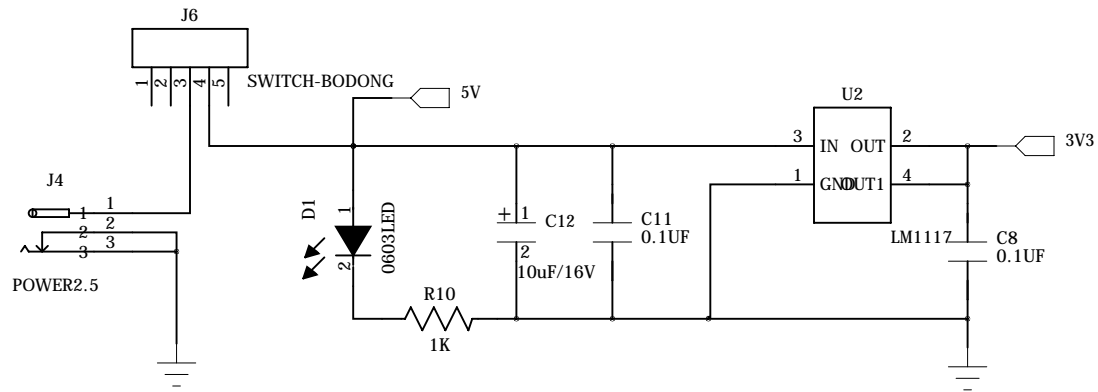 J6
1 2 3 4 5
SWITCH-BODONG
5V
U2
3 IN OUT 2
3V3
1 GND OUT1 4
LM1117
J4
1 1
2 2
3 3
POWER2.5
D1
1
2
0603LED
+ 1
2
C12
10uF/16V
C11
0.1UF
C8
0.1UF
R10
1K